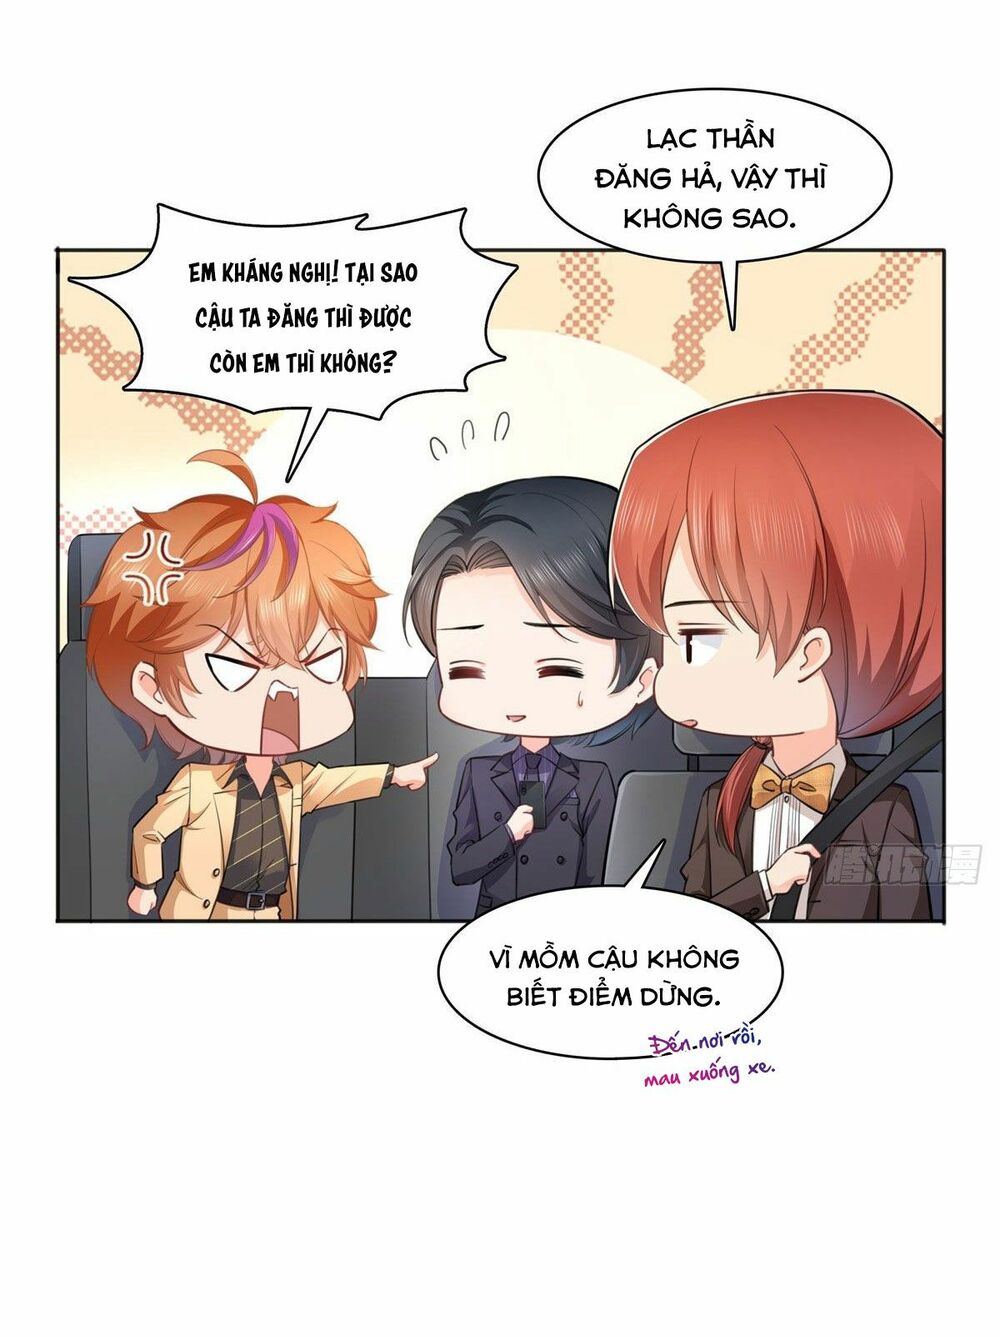 LẠC THẦN
ĐĂNG HẢ, VẬY THÌ
KHÔNG SAO.
EM KHÁNG NGHỊ! TẠI SAO
CẬU TA ĐĂNG THÌ ĐƯỢC
CÒN EM THÌ KHÔNG?
VÌ MỒM CẬU KHÔNG
BIẾT ĐIỂM DỪNG.
Đến nơi rồi,
mau xuống xe.